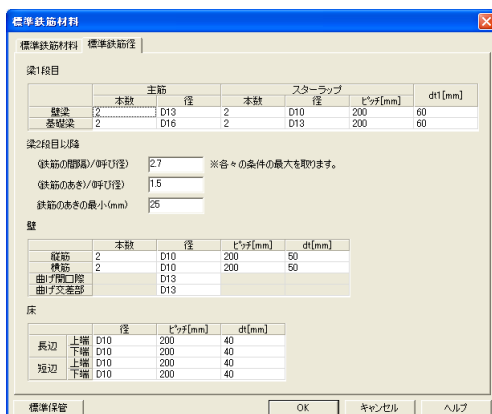 標準鉄筋材料
標準鉄筋材料 標準鉄筋径
梁1段目
主筋 スターラップ dt1[mm]
本数 径 本数 径 ピッチ[mm]
壁梁 2 D13 2 D10 200 60
基礎梁 2 D16 2 D13 200 60
梁2段目以降
(鉄筋の間隔)/(呼び径) 2.7 ※各々の条件の最大を取ります。
(鉄筋のあき)/(呼び径) 1.5
鉄筋のあきの最小(mm) 25
壁
本数 径 ピッチ[mm] dt[mm]
縦筋 2 D10 200 50
横筋 2 D10 200 50
曲げ開口際 D13
曲げ交差部 D13
床
径 ピッチ[mm] dt[mm]
長辺 上端 D10 200 40
下端 D10 200 40
短辺 上端 D10 200 40
下端 D10 200 40
標準保管 OK キャンセル ヘルプ